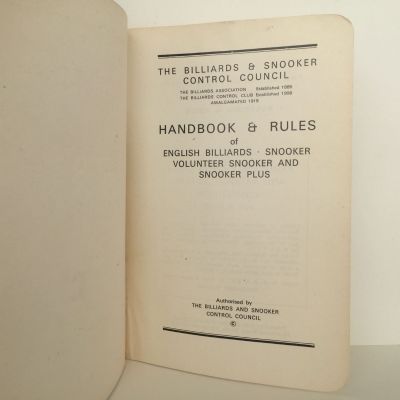 THE BILLIARDS & SNOOKER
CONTROL COUNCIL
THE BILLIARDS ASSOCIATION Established 1885
THE BILLIARDS CONTROL CLUB Established 1908
AMALGAMATED 1919
HANDBOOK & RULES
of
ENGLISH BILLIARDS · SNOOKER
VOLUNTEER SNOOKER AND
SNOOKER PLUS
Authorised by
THE BILLIARDS AND SNOOKER
CONTROL COUNCIL
©